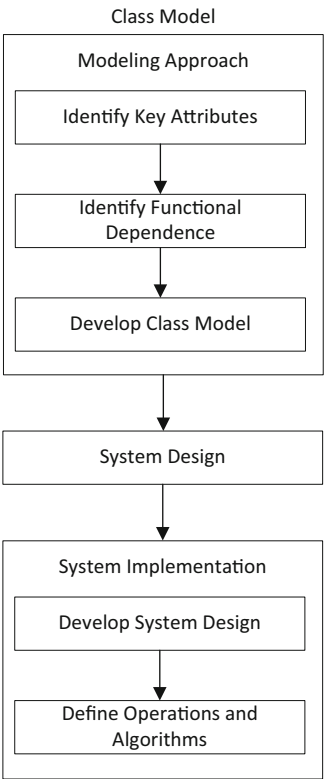 Class Model
Modeling Approach
Identify Key Attributes
Identify Functional
Dependence
Develop Class Model
System Design
System Implementation
Develop System Design
Define Operations and
Algorithms